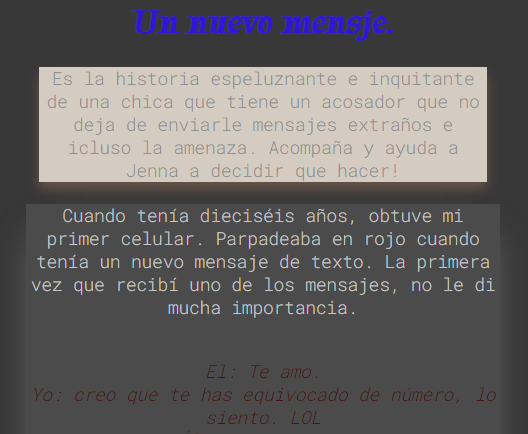 Un nuevo mensje.
Es la historia espeluznante e inquitante
de una chica que tiene un acosador que no
deja de enviarle mensajes extraños e
icluso la amenaza. Acompaña y ayuda a
Jenna a decidir que hacer!
Cuando tenía dieciséis años, obtuve mi
primer celular. Parpadeaba en rojo cuando
tenía un nuevo mensaje de texto. La primera
vez que recibí uno de los mensajes, no le di
mucha importancia.
El: Te amo.
Yo: creo que te has equivocado de número, lo
siento. LOL